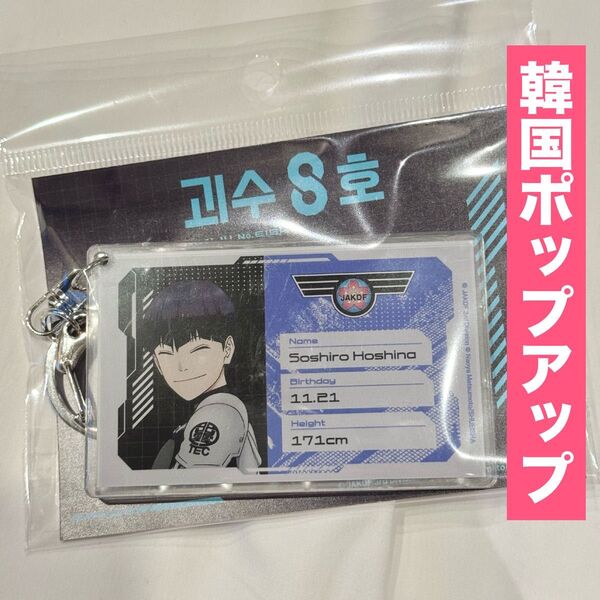 韓国ポップアップ
괴수 8 호
JAKDF
Name
Soshiro Hoshina
Birthday
11.21
Height
171cm
TEC